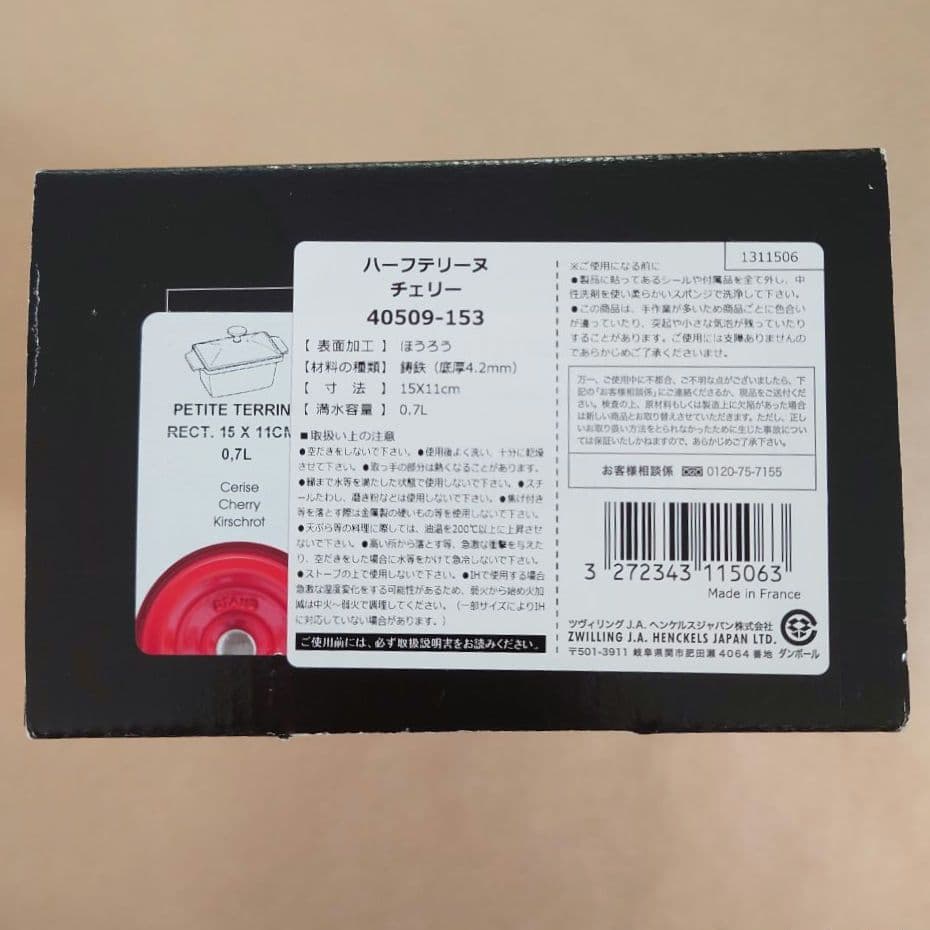 PETITE TERRIN
RECT. 15 X 11CM
0,7L
Cerise
Cherry
Kirschrot
STAUB
ハーフテリーヌ
チェリー
40509-153
【 表面加工 】 ほうろう
【材料の種類】 鋳鉄（底厚4.2mm）
【 寸　法 】 15X11cm
【 満水容量 】 0.7L
■取扱い上の注意
●空だきをしないで下さい。●使用後よく洗い、十分に乾燥
させて下さい。●取っ手の部分は熱くなることがあります。
●縁まで水等を満たした状態で使用しないで下さい。●スチ
ールたわし、磨き粉などは使用しないで下さい。●焦げ付き
等を落とす際は金属製の硬いもの等を使用しないで下さい。
●天ぷら等の料理に際しては、油温を200℃以上に上昇させ
ないで下さい。●高い所から落とす等、急激な衝撃を与えた
り、空だきをした場合に水等をかけて急冷しないで下さい。
●ストーブの上で使用しないで下さい。●IHで使用する場合
急激な温度変化をする可能性があるため、弱火から始め火加
減は中火〜弱火で調理してください。（一部サイズによりIH
に対応していない場合があります。）
ご使用前には、必ず取扱説明書をお読みください。
1311506
※ご使用になる前に
●製品に貼ってあるシールや付属品を全て外し、中
性洗剤を使い柔らかいスポンジで洗浄して下さい。
●この商品は、手作業が多いため商品ごとに色合い
が違っていたり、突起や小さな気泡が残っていたり
することがあります。ご使用には支障ありませんの
であらかじめご了承くださいませ。
万一、ご使用中に不都合、ご不明な点がございましたら、下
記の「お客様相談係」にご連絡くださるか、現品をご送付くださ
い。検査の上、原材料もしくは製造上に欠陥があった場合
は新しい商品とお取り替えさせていただきます。ただし、正し
いお取り扱い方法をとられなかったために生じた事故について
は保証いたしかねますので、あらかじめご了承下さい。
お客様相談係 0120-75-7155
3 272343 115063
Made in France
ツヴィリング J.A. ヘンケルスジャパン株式会社
ZWILLING J.A. HENCKELS JAPAN LTD.
〒501-3911 岐阜県関市肥田瀬 4064 番地
ダンボール